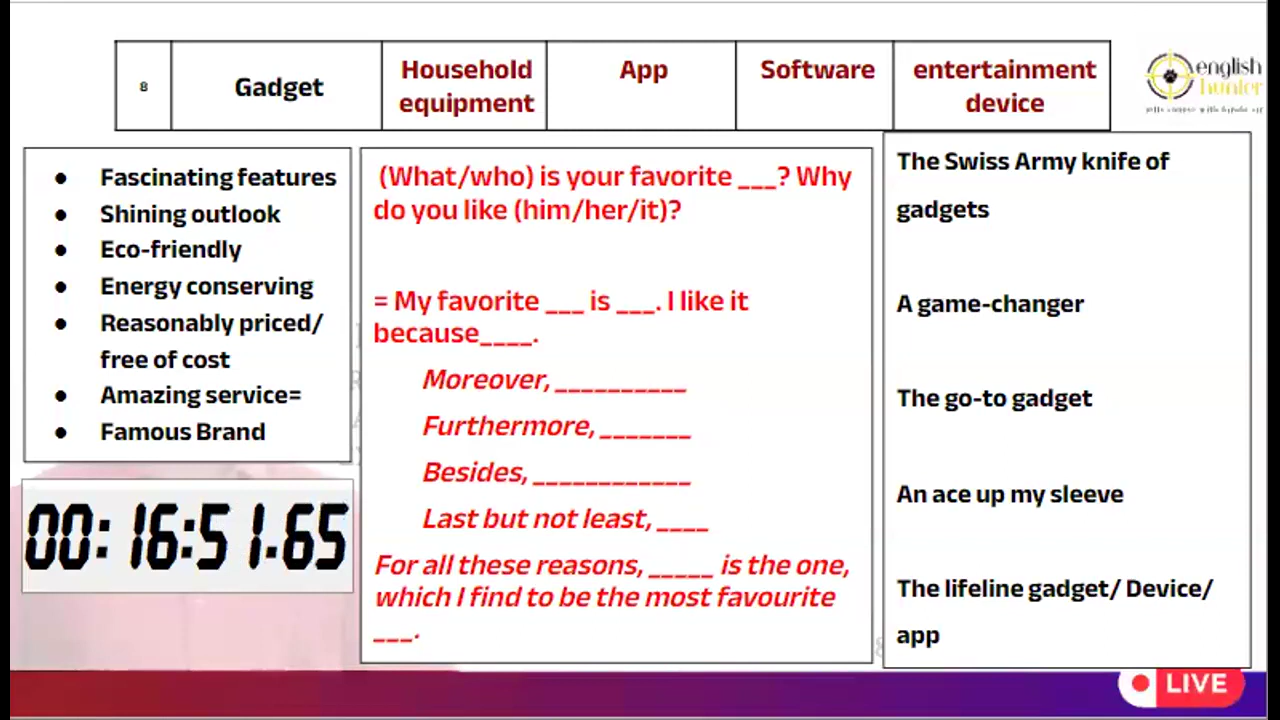 8
Gadget
Household
equipment
App
Software
entertainment
device
english
hunter
Fascinating features
Shining outlook
Eco-friendly
Energy conserving
Reasonably priced/
free of cost
Amazing service=
Famous Brand
00:16:51.65
(What/who) is your favorite ___? Why
do you like (him/her/it)?
= My favorite ___ is ___. I like it
because____.
Moreover, __________
Furthermore, _______
Besides, ____________
Last but not least, ____
For all these reasons, _____ is the one,
which I find to be the most favourite
___.
The Swiss Army knife of
gadgets
A game-changer
The go-to gadget
An ace up my sleeve
The lifeline gadget/ Device/
app
LIVE